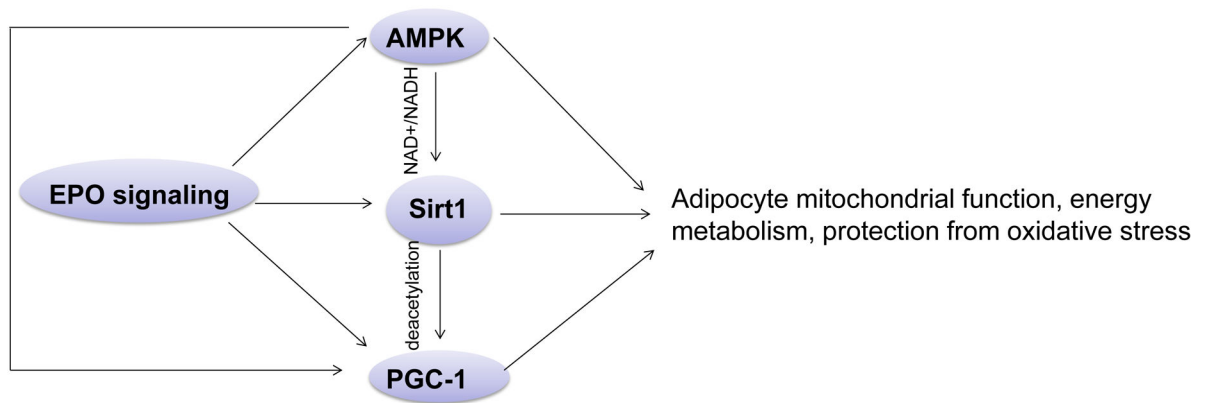 AMPK
NAD+/NADH
EPO signaling
Sirt1
Adipocyte mitochondrial function, energy
metabolism, protection from oxidative stress
deacetylation
PGC-1